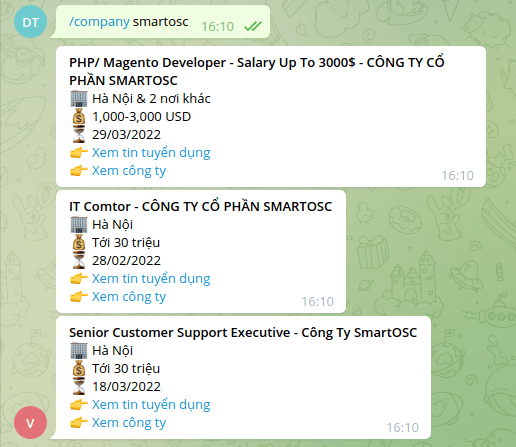 DT
/company smartosc
16:10
PHP/ Magento Developer - Salary Up To 3000$ - CÔNG TY CỔ
PHẦN SMARTOSC
Hà Nội & 2 nơi khác
1,000-3,000 USD
29/03/2022
Xem tin tuyển dụng
Xem công ty
16:10
IT Comtor - CÔNG TY CỔ PHẦN SMARTOSC
Hà Nội
Tới 30 triệu
28/02/2022
Xem tin tuyển dụng
Xem công ty
16:10
Senior Customer Support Executive - Công Ty SmartOSC
Hà Nội
Tới 30 triệu
18/03/2022
Xem tin tuyển dụng
Xem công ty
16:10
V